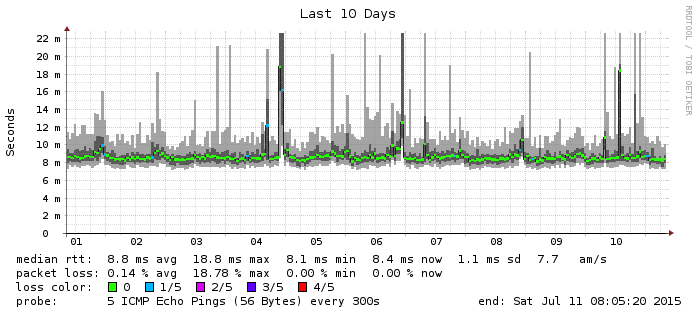 Last 10 Days
RRDTOOL / TOBI OETIKER
Seconds
22 m
20 m
18 m
16 m
14 m
12 m
10 m
8 m
6 m
4 m
2 m
0
01 02 03 04 05 06 07 08 09 10
median rtt: 8.8 ms avg 18.8 ms max 8.1 ms min 8.4 ms now 1.1 ms sd 7.7 am/s
packet loss: 0.14 % avg 18.78 % max 0.00 % min 0.00 % now
loss color: 0 1/5 2/5 3/5 4/5
probe: 5 ICMP Echo Pings (56 Bytes) every 300s end: Sat Jul 11 08:05:20 2015